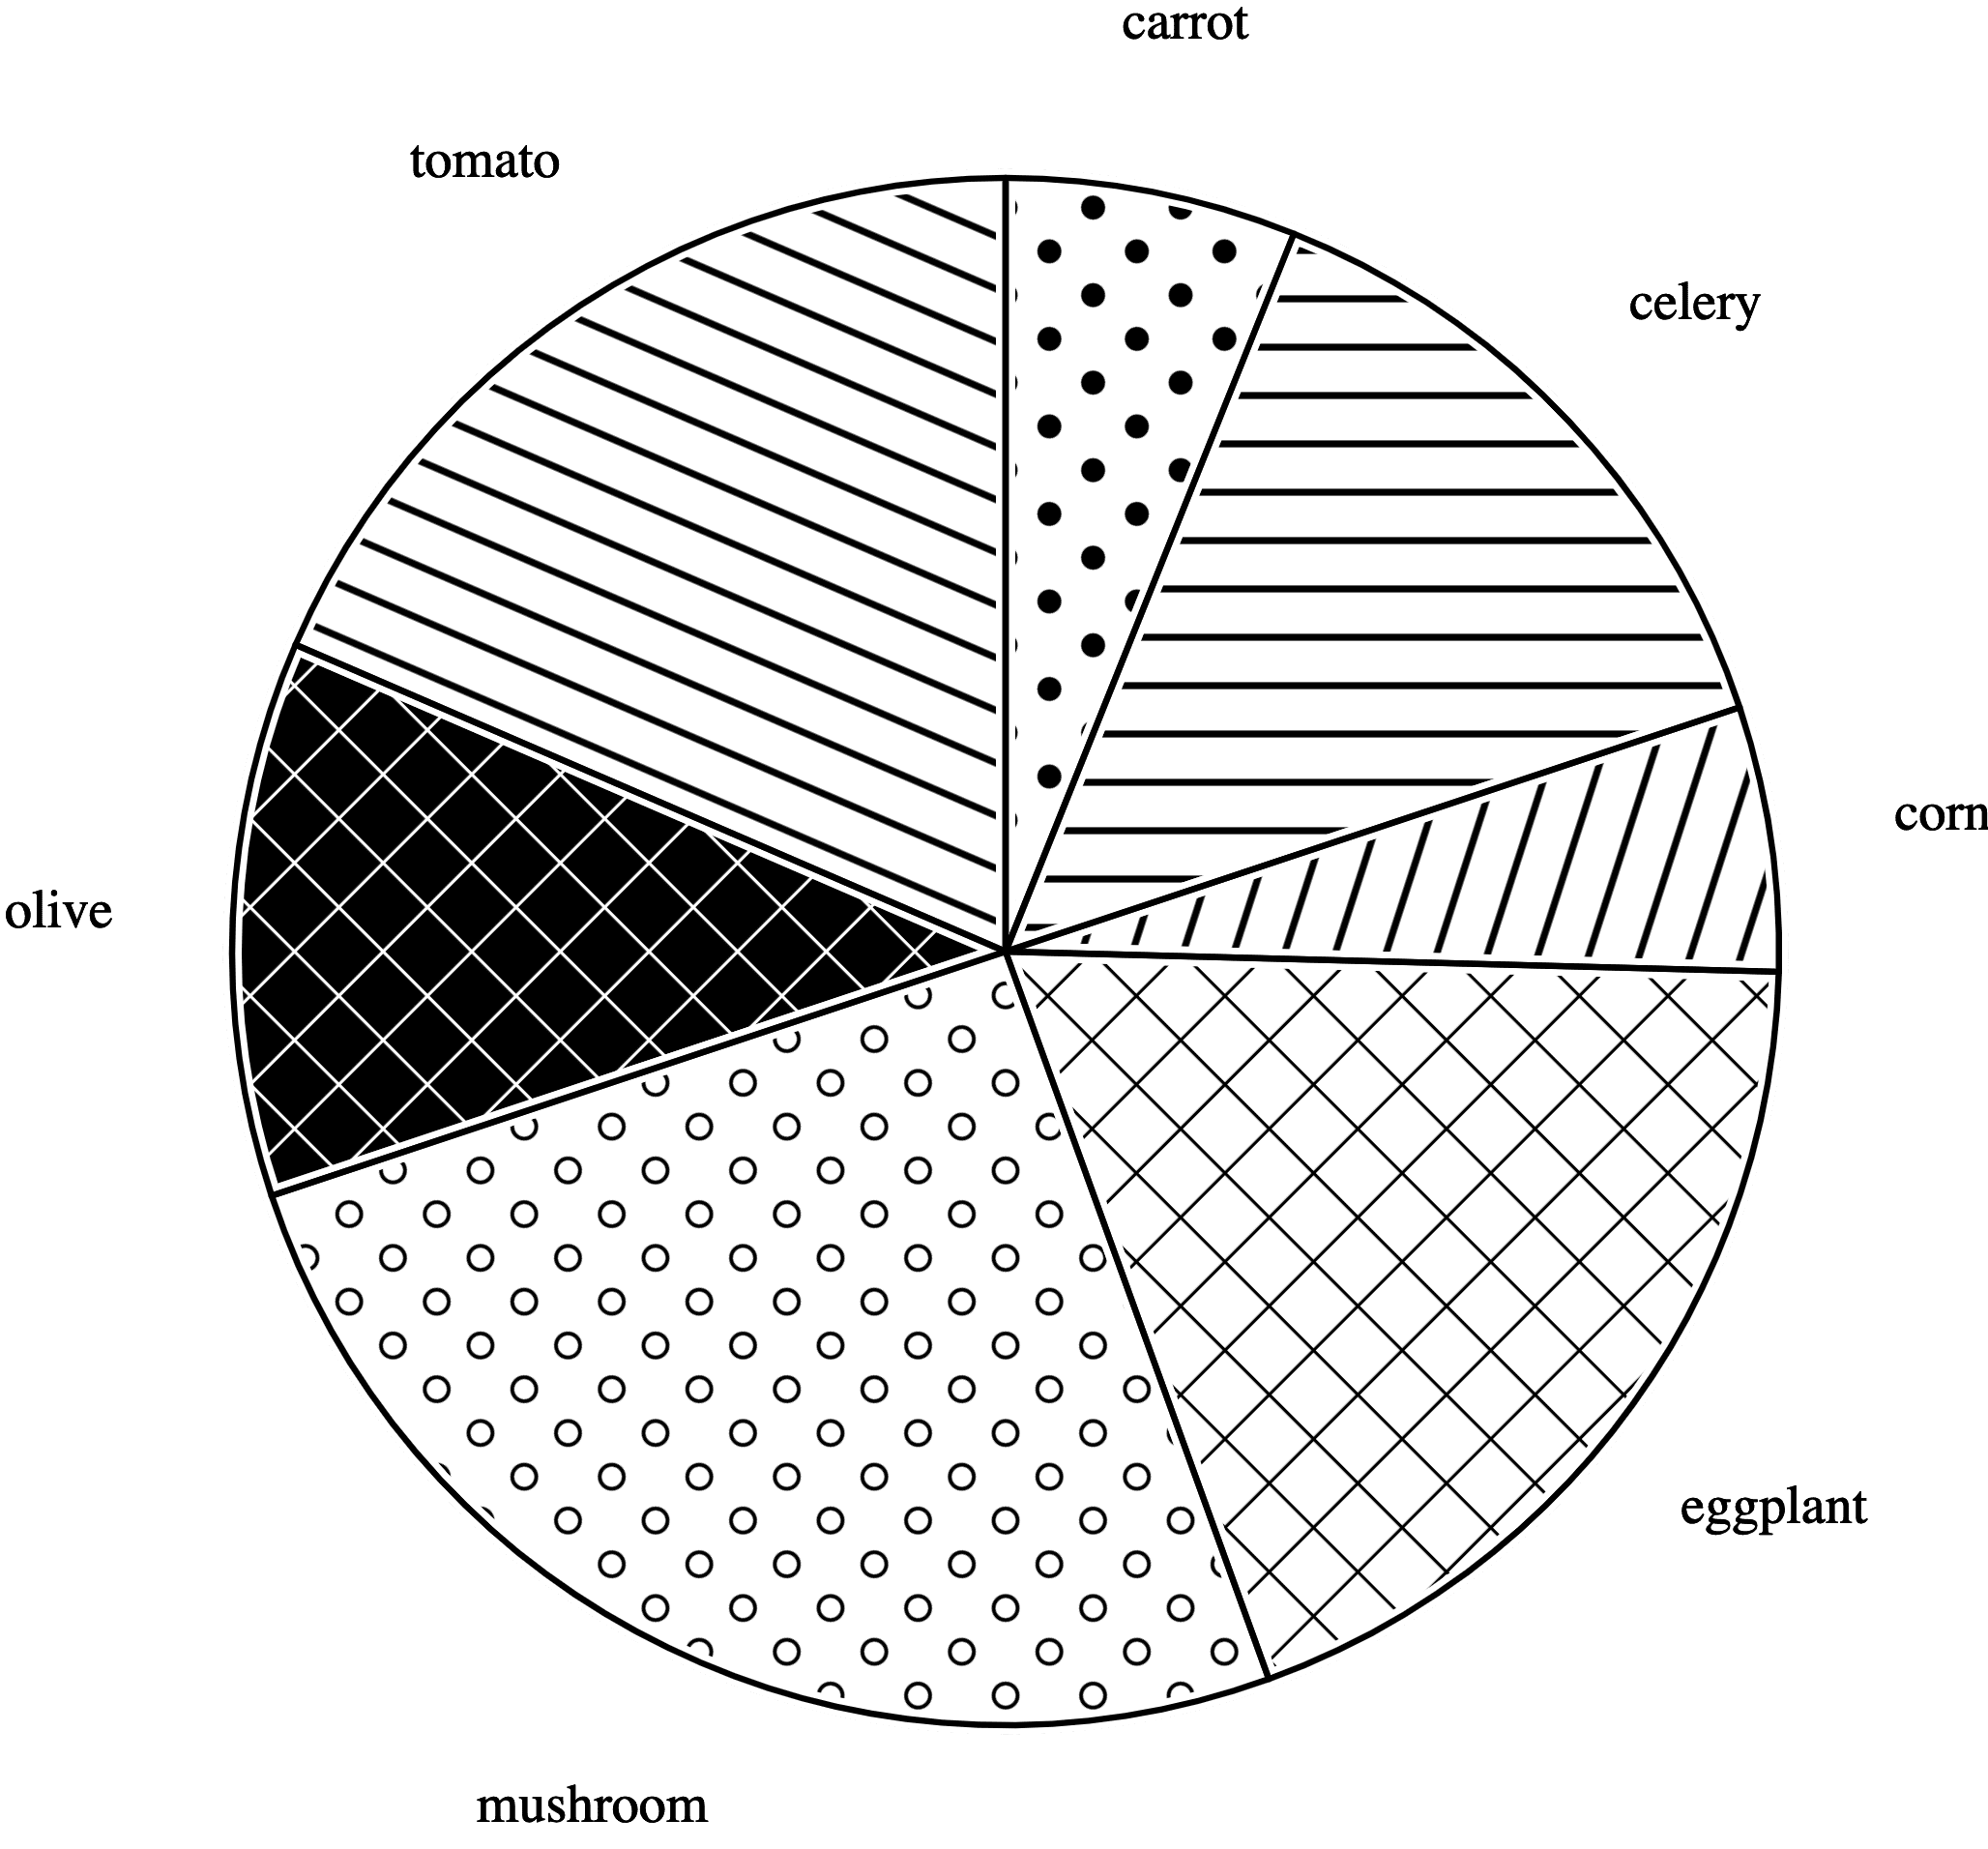 carrot
tomato
celery
corn
olive
eggplant
mushroom